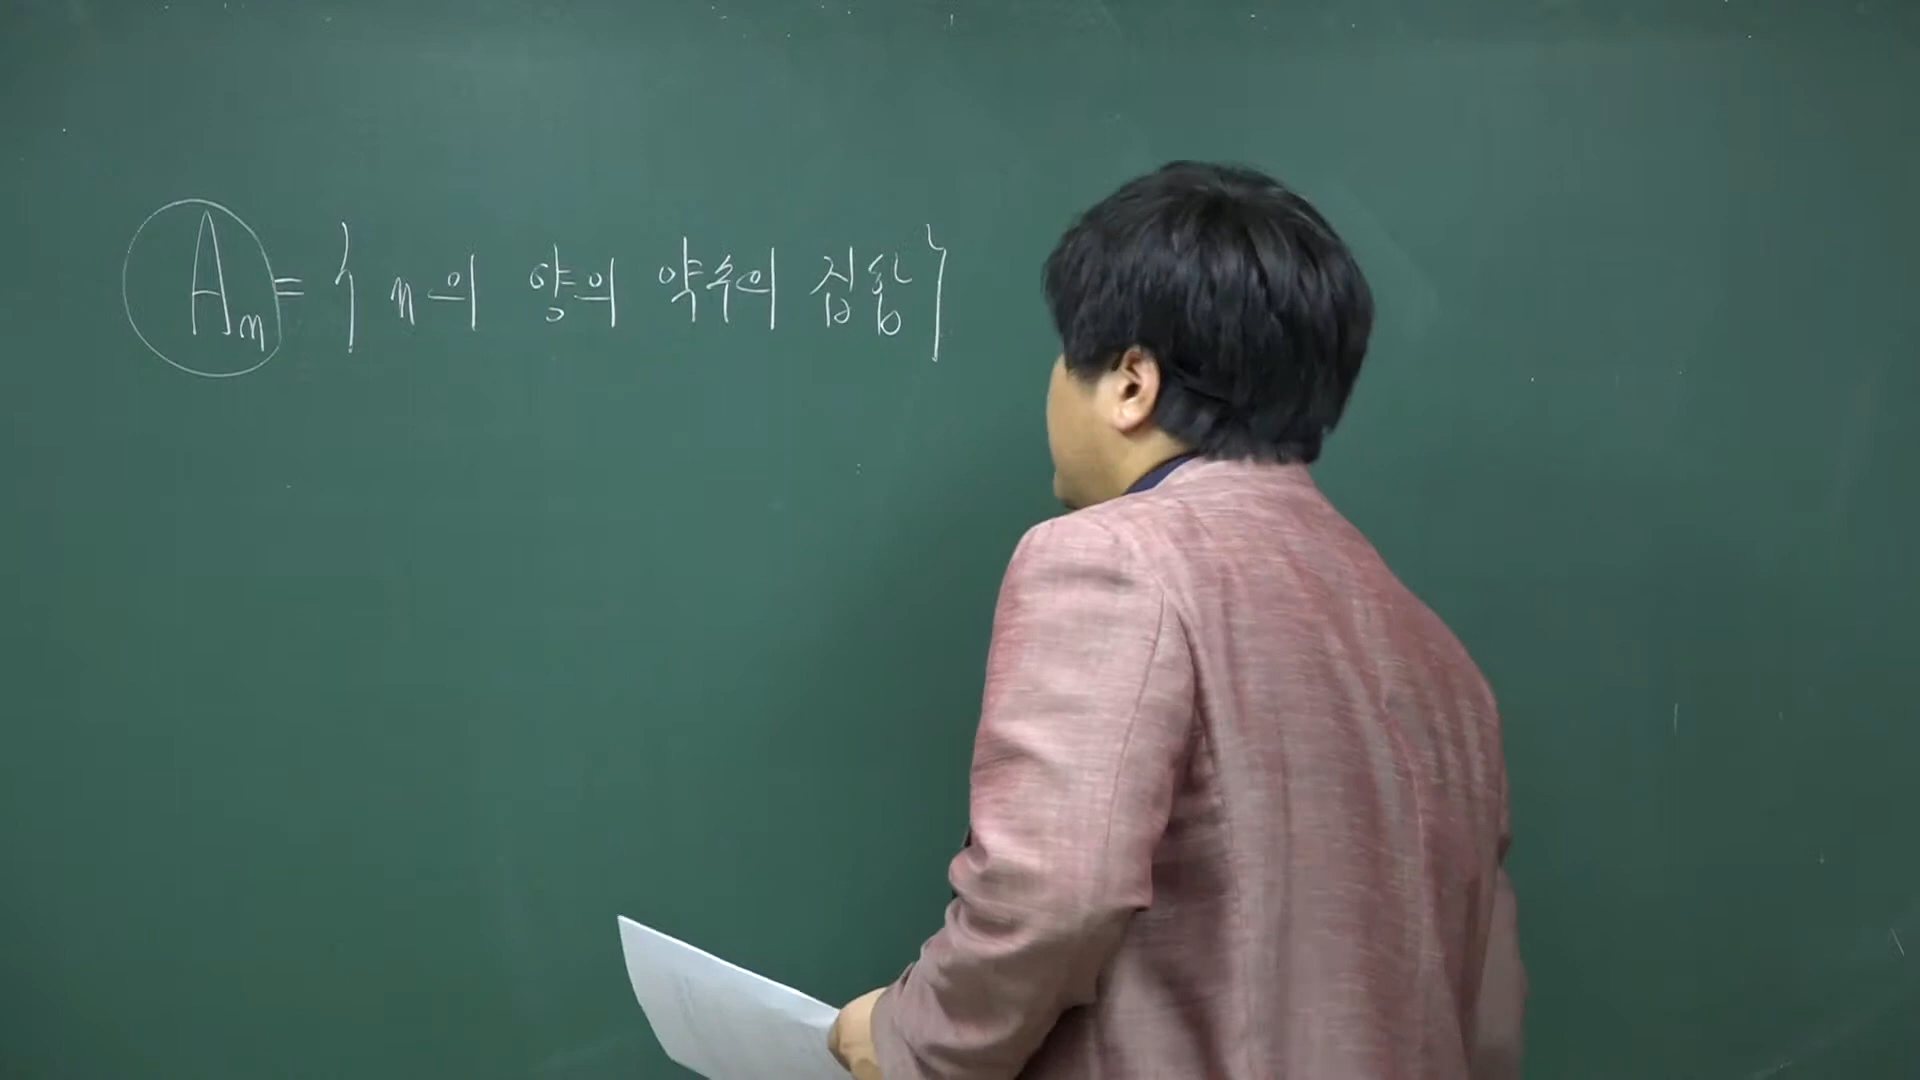 Aₙ = { n의 양의 약수의 집합 }